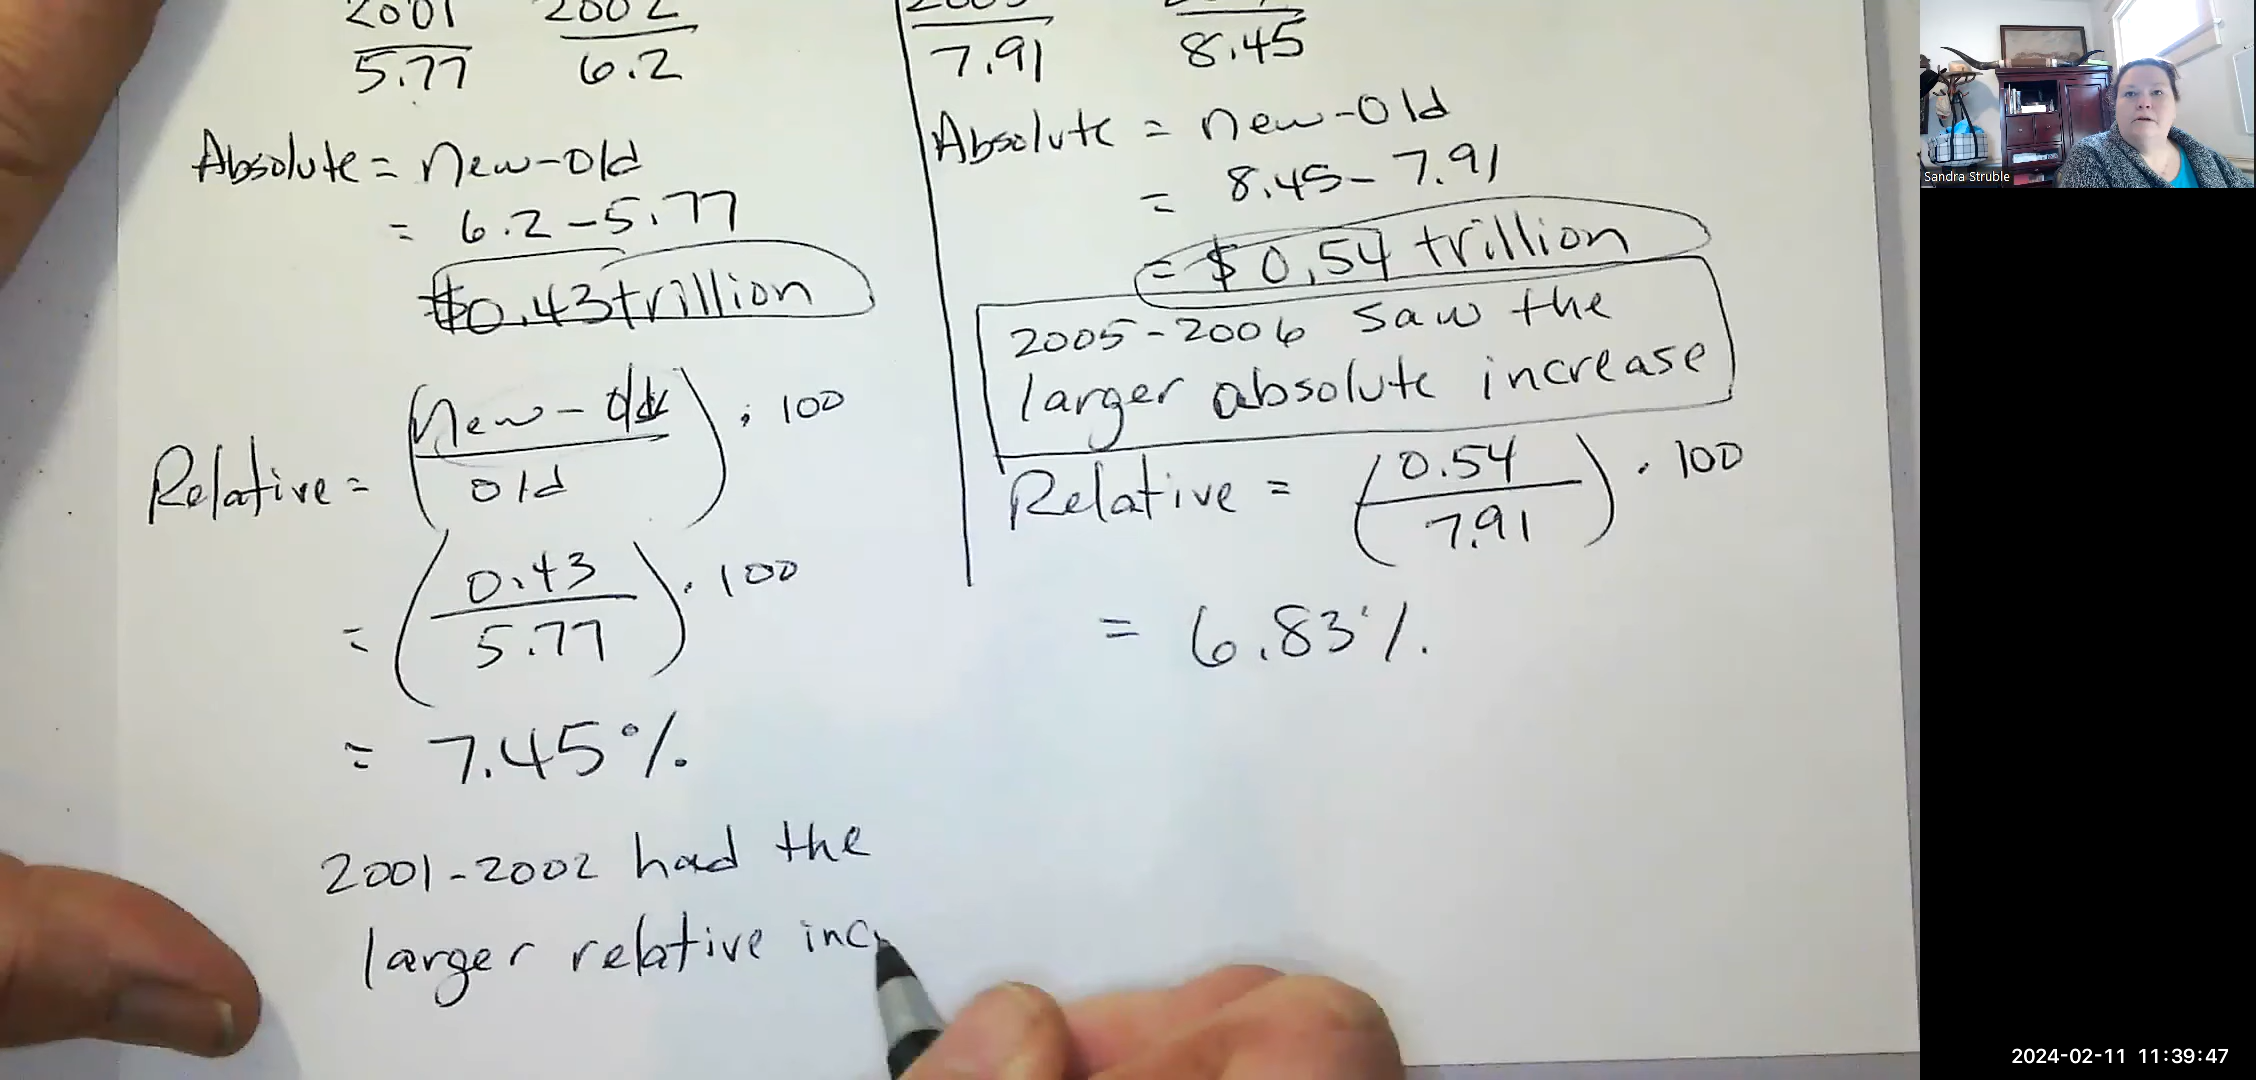 2001 2002
5.77 6.2
Absolute = new-old
= 6.2 - 5.77
$0.43 trillion
Relative = (new - old / old) · 100
= (0.43 / 5.77) · 100
= 7.45%
2001-2002 had the
larger relative inc
7.91 8.45
Absolute = new-old
= 8.45 - 7.91
= $0.54 trillion
2005-2006 saw the
larger absolute increase
Relative = (0.54 / 7.91) · 100
= 6.83%
Sandra Struble
2024-02-11 11:39:47